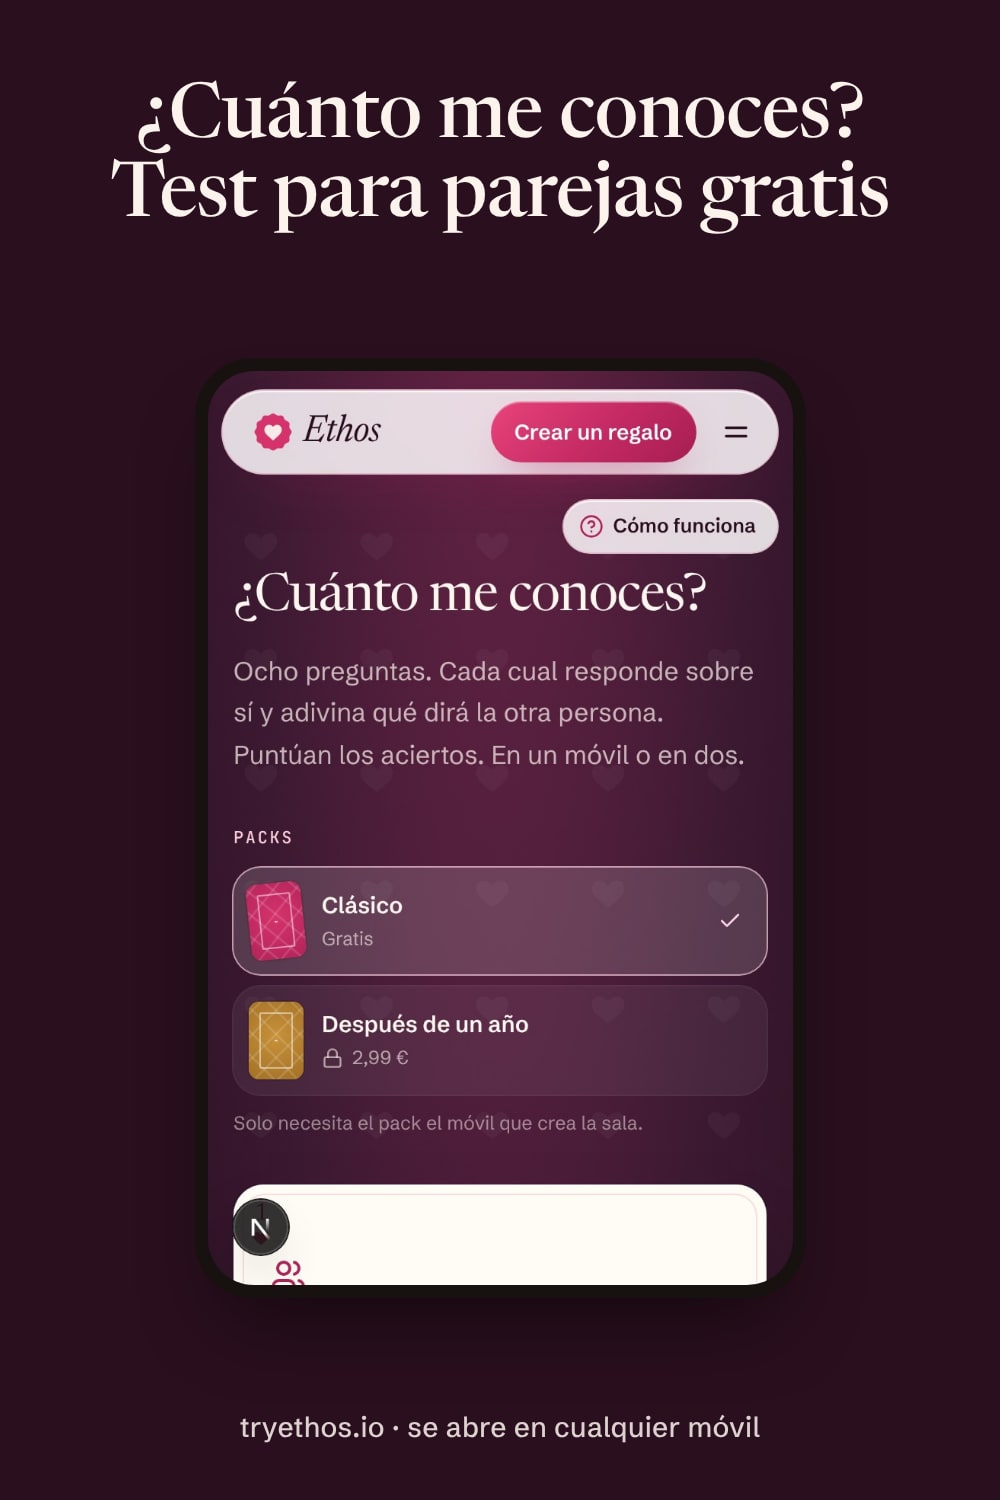 ¿Cuánto me conoces?
Test para parejas gratis
Ethos
Crear un regalo
Cómo funciona
¿Cuánto me conoces?
Ocho preguntas. Cada cual responde sobre
sí y adivina qué dirá la otra persona.
Puntúan los aciertos. En un móvil o en dos.
PACKS
Clásico
Gratis
Después de un año
2,99 €
Solo necesita el pack el móvil que crea la sala.
N
tryethos.io · se abre en cualquier móvil